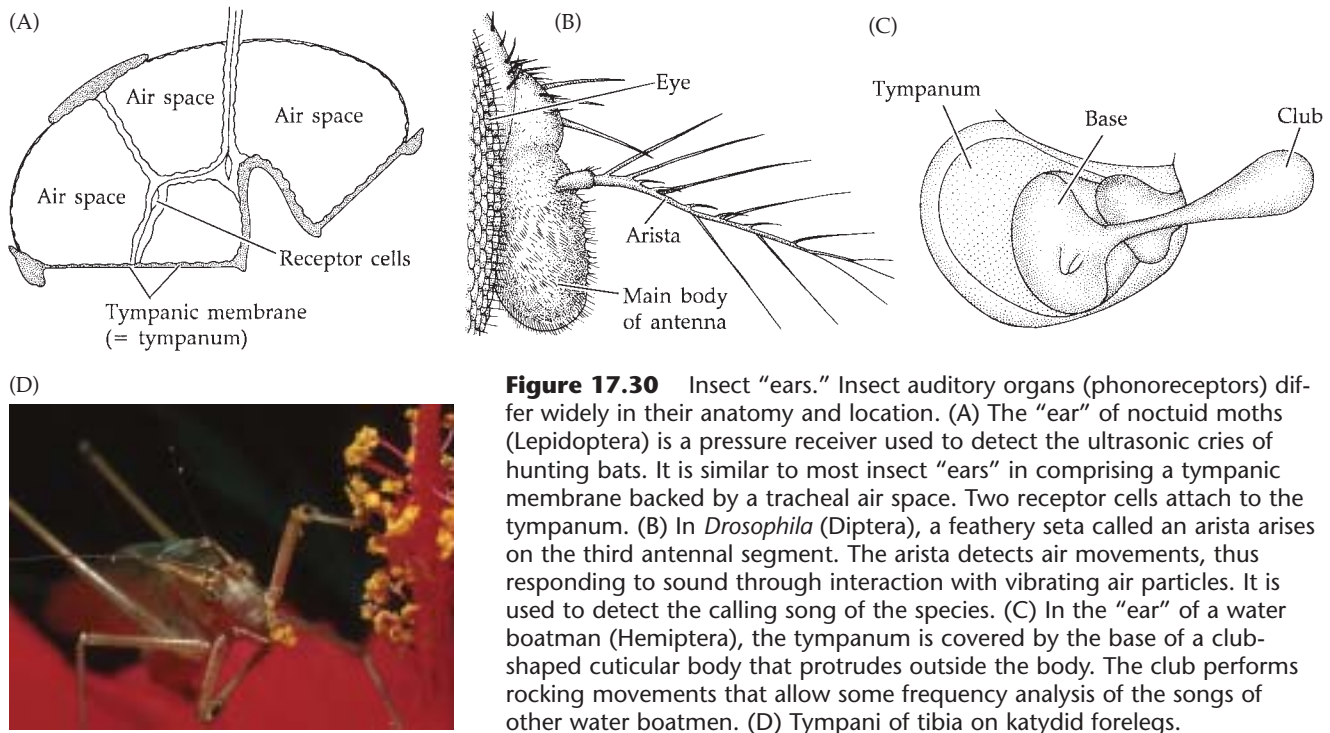 (A)
Air space
Air space
Air space
Receptor cells
Tympanic membrane
(= tympanum)
(B)
Eye
Arista
Main body
of antenna
(C)
Tympanum
Base
Club
(D)
Figure 17.30 Insect “ears.” Insect auditory organs (phonoreceptors) dif-
fer widely in their anatomy and location. (A) The “ear” of noctuid moths
(Lepidoptera) is a pressure receiver used to detect the ultrasonic cries of
hunting bats. It is similar to most insect “ears” in comprising a tympanic
membrane backed by a tracheal air space. Two receptor cells attach to the
tympanum. (B) In Drosophila (Diptera), a feathery seta called an arista arises
on the third antennal segment. The arista detects air movements, thus
responding to sound through interaction with vibrating air particles. It is
used to detect the calling song of the species. (C) In the “ear” of a water
boatman (Hemiptera), the tympanum is covered by the base of a club-
shaped cuticular body that protrudes outside the body. The club performs
rocking movements that allow some frequency analysis of the songs of
other water boatmen. (D) Tympani of tibia on katydid forelegs.